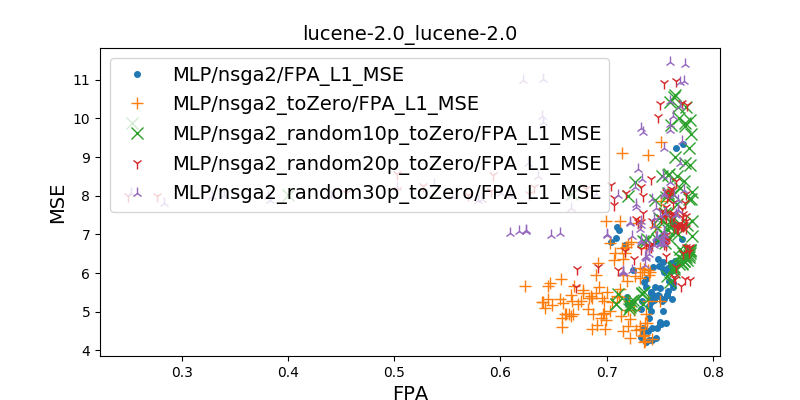 lucene-2.0_lucene-2.0
MLP/nsga2/FPA_L1_MSE
MLP/nsga2_toZero/FPA_L1_MSE
MLP/nsga2_random10p_toZero/FPA_L1_MSE
MLP/nsga2_random20p_toZero/FPA_L1_MSE
MLP/nsga2_random30p_toZero/FPA_L1_MSE
MSE
11
10
9
8
7
6
5
4
0.3 0.4 0.5 0.6 0.7 0.8
FPA